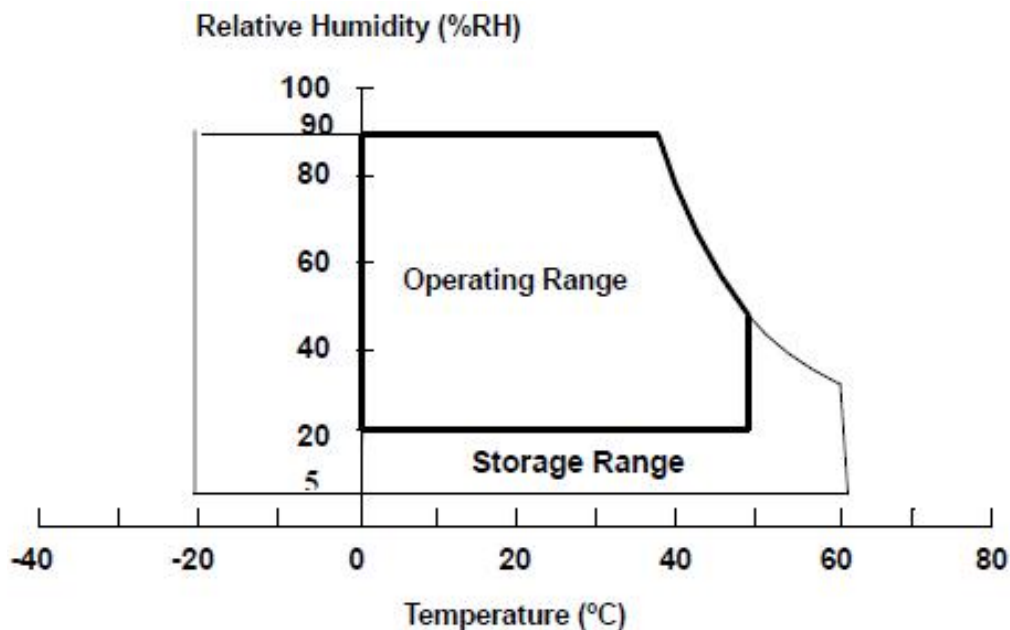 Relative Humidity (%RH)
100
90
80
60
Operating Range
40
20
Storage Range
5
-40 -20 0 20 40 60 80
Temperature (ºC)